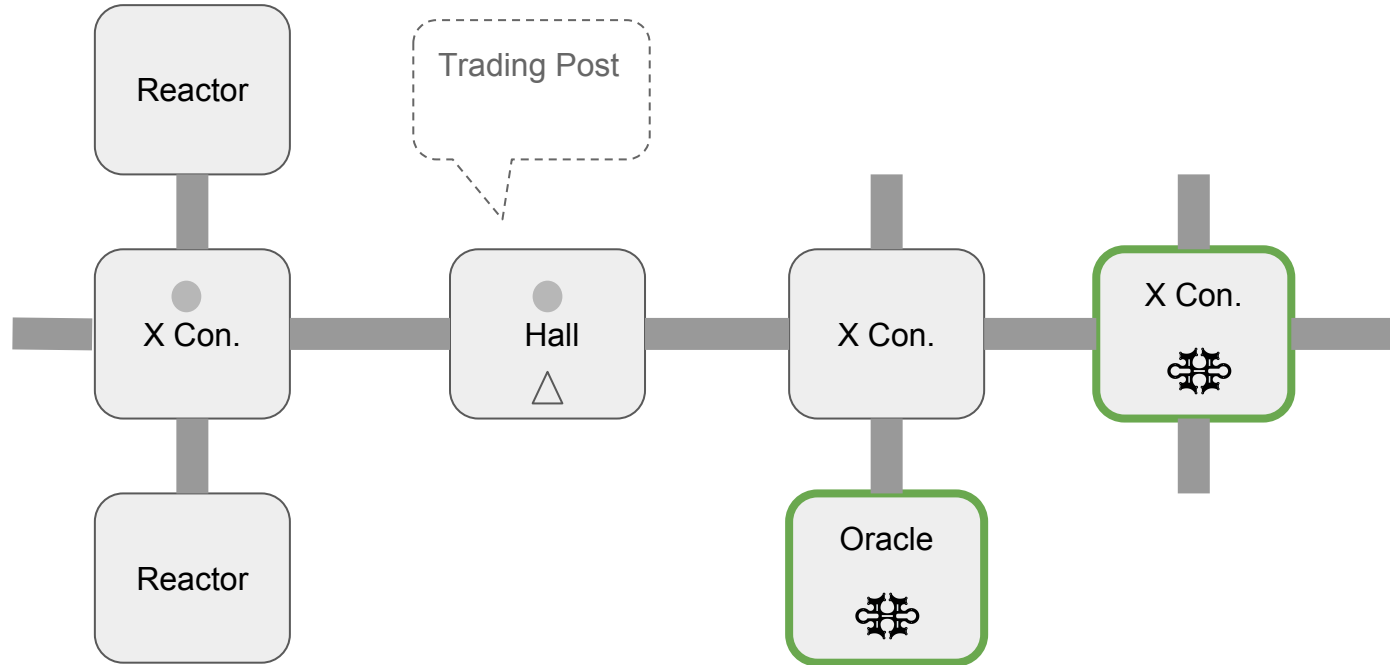 Reactor
Trading Post
X Con.
Hall
X Con.
X Con.
Reactor
Oracle